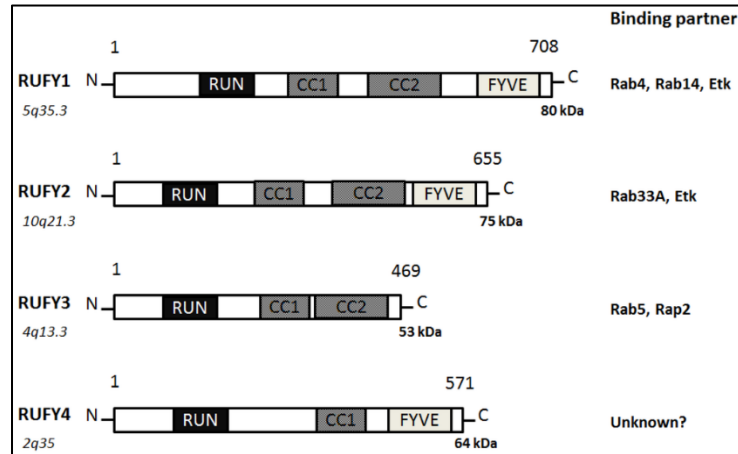 Binding partner
1 708
RUFY1 N RUN CC1 CC2 FYVE C Rab4, Rab14, Etk
5q35.3 80 kDa
1 655
RUFY2 N RUN CC1 CC2 FYVE C Rab33A, Etk
10q21.3 75 kDa
1 469
RUFY3 N RUN CC1 CC2 C Rab5, Rap2
4q13.3 53 kDa
1 571
RUFY4 N RUN CC1 FYVE C Unknown?
2q35 64 kDa